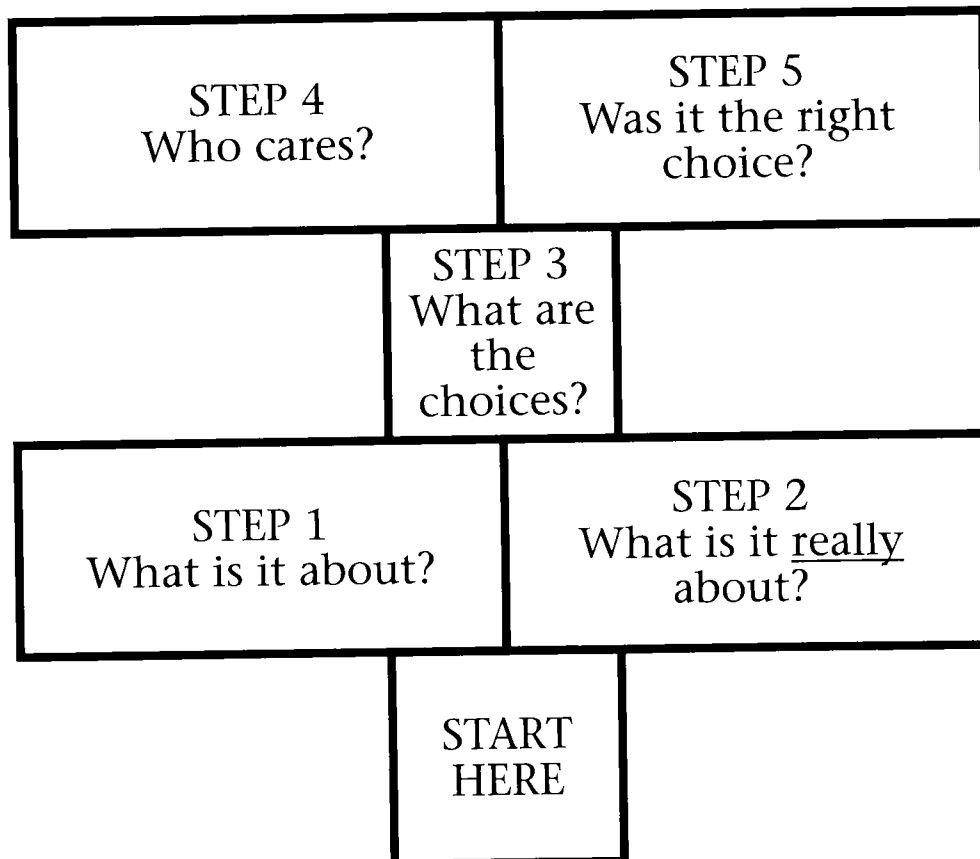 STEP 4
Who cares?
STEP 5
Was it the right
choice?
STEP 3
What are
the
choices?
STEP 1
What is it about?
STEP 2
What is it really
about?
START
HERE